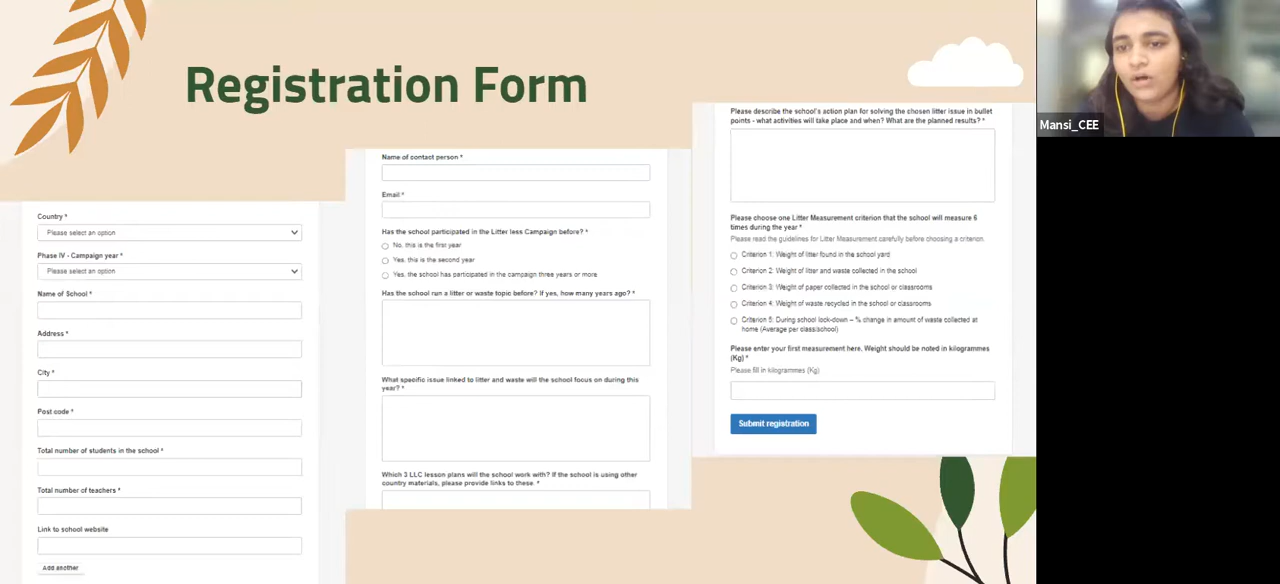 Registration Form
Mansi_CEE
Country *
Please select an option
Phase IV - Campaign year *
Please select an option
Name of School *
Address *
City *
Post code *
Total number of students in the school *
Total number of teachers *
Link to school website
Add another
Name of contact person *
Email *
Has the school participated in the Litter less Campaign before? *
No, this is the first year
Yes, this is the second year
Yes, the school has participated in the campaign three years or more
Has the school run a litter or waste topic before? If yes, how many years ago? *
What specific issue linked to litter and waste will the school focus on during this
year? *
Which 3 LLC lesson plans will the school work with? If the school is using other
country materials, please provide links to these. *
Please describe the school's action plan for solving the chosen litter issue in bullet
points - what activities will take place and when? What are the planned results? *
Please choose one Litter Measurement criterion that the school will measure 6
times during the year *
Please read the guidelines for Litter Measurement carefully before choosing a criterion.
Criterion 1: Weight of litter found in the school yard
Criterion 2: Weight of litter and waste collected in the school
Criterion 3: Weight of paper collected in the school or classrooms
Criterion 4: Weight of waste recycled in the school or classrooms
Criterion 5: During school lock-down – % change in amount of waste collected at
home (Average per class/school)
Please enter your first measurement here. Weight should be noted in kilogrammes
(Kg) *
Please fill in kilogrammes (Kg)
Submit registration